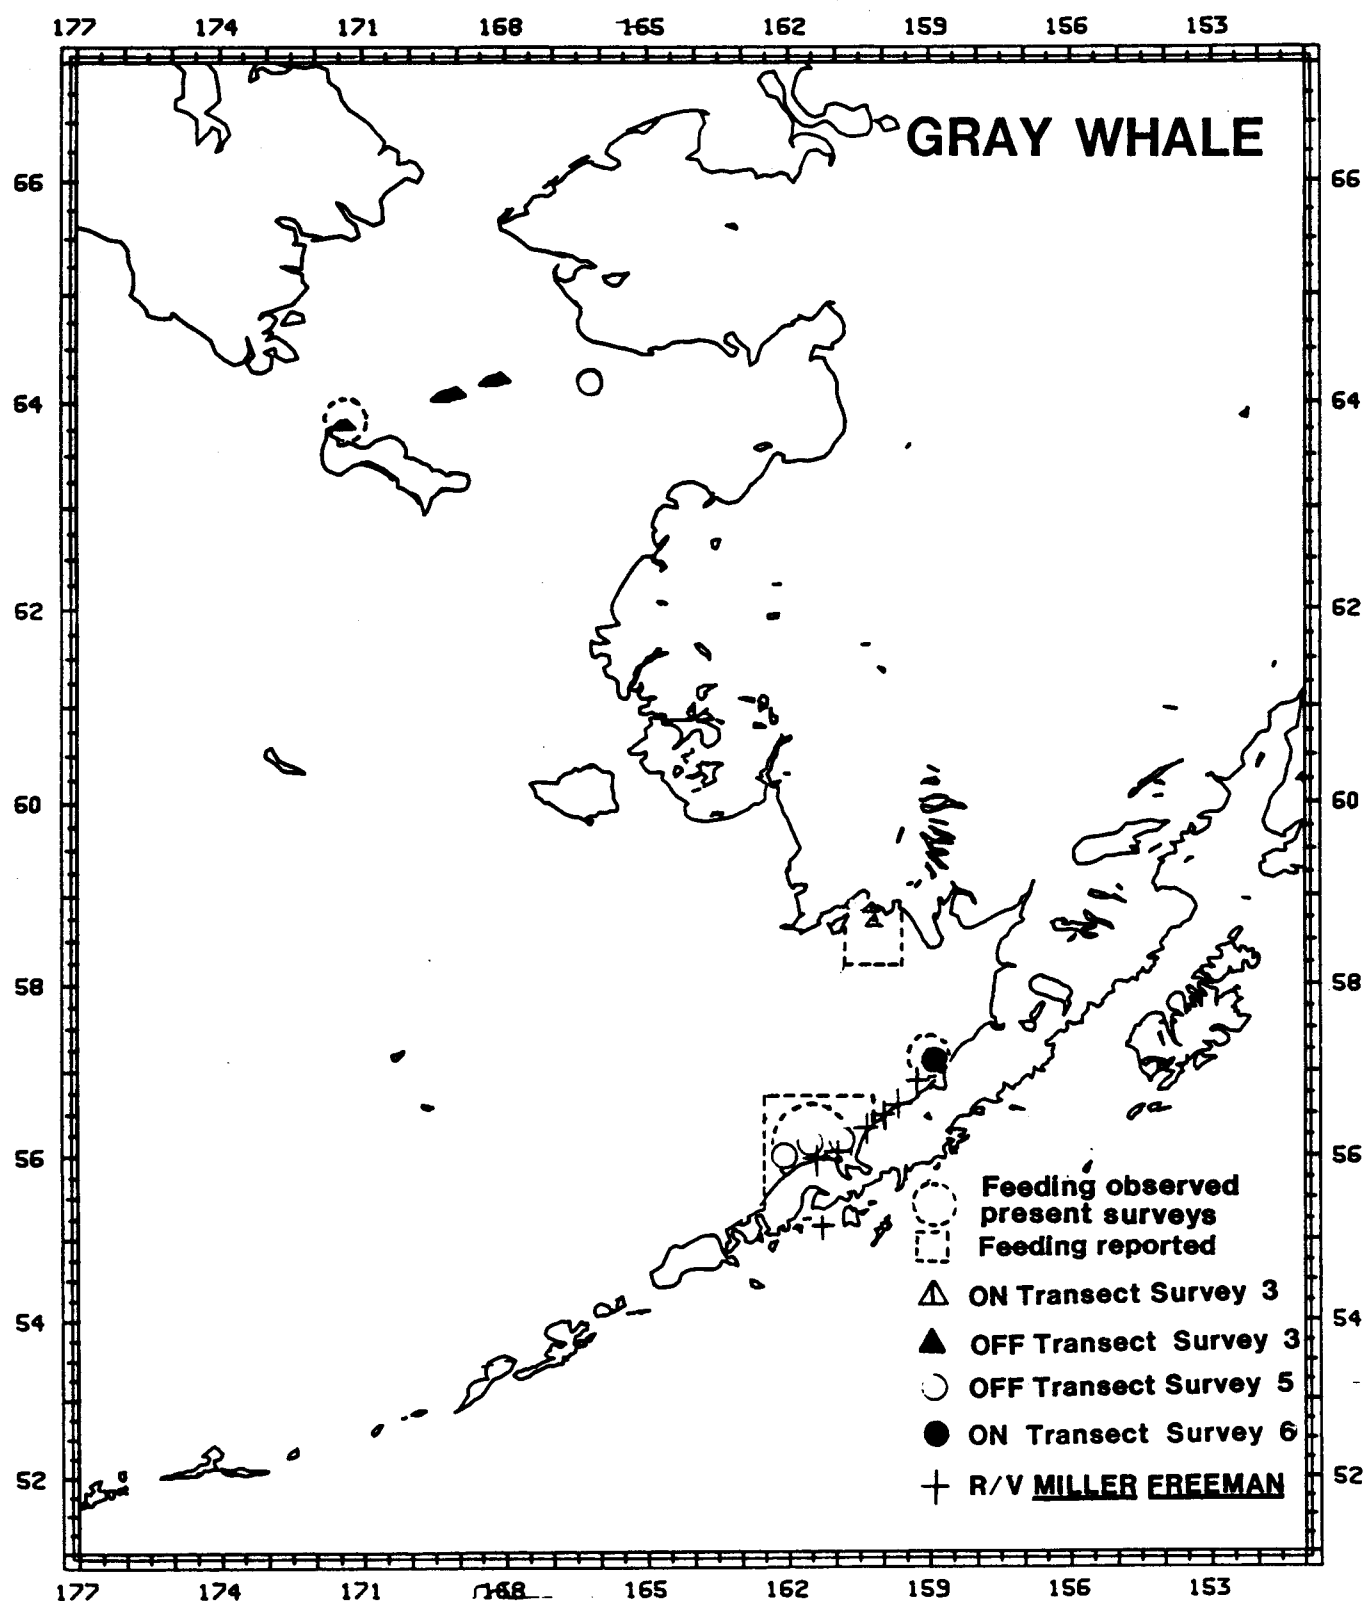 177 174 171 168 165 162 159 156 153
GRAY WHALE
66 66
64 64
62 62
60 60
58 58
56 56
Feeding observed
present surveys
Feeding reported
ON Transect Survey 3
54 54
OFF Transect Survey 3
OFF Transect Survey 5
ON Transect Survey 6
52 52
R/V MILLER FREEMAN
177 174 171 168 165 162 159 156 153